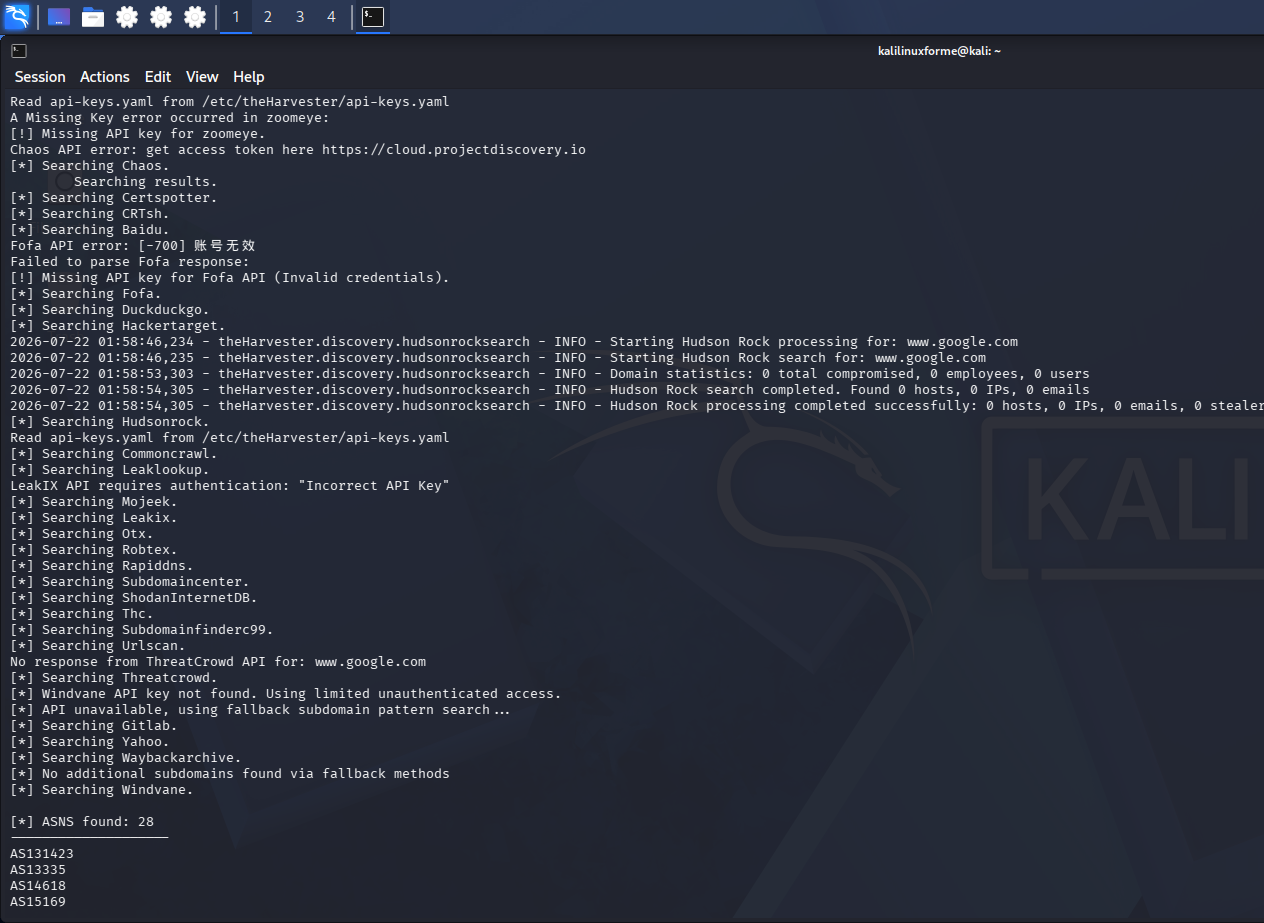 1 2 3 4
kalilinuxforme@kali: ~
Session Actions Edit View Help
Read api-keys.yaml from /etc/theHarvester/api-keys.yaml
A Missing Key error occurred in zoomeye:
[!] Missing API key for zoomeye.
Chaos API error: get access token here https://cloud.projectdiscovery.io
[*] Searching Chaos.
Searching results.
[*] Searching Certspotter.
[*] Searching CRTsh.
[*] Searching Baidu.
Fofa API error: [-700] 账号无效
Failed to parse Fofa response:
[!] Missing API key for Fofa API (Invalid credentials).
[*] Searching Fofa.
[*] Searching Duckduckgo.
[*] Searching Hackertarget.
2026-07-22 01:58:46,234 - theHarvester.discovery.hudsonrocksearch - INFO - Starting Hudson Rock processing for: www.google.com
2026-07-22 01:58:46,235 - theHarvester.discovery.hudsonrocksearch - INFO - Starting Hudson Rock search for: www.google.com
2026-07-22 01:58:53,303 - theHarvester.discovery.hudsonrocksearch - INFO - Domain statistics: 0 total compromised, 0 employees, 0 users
2026-07-22 01:58:54,305 - theHarvester.discovery.hudsonrocksearch - INFO - Hudson Rock search completed. Found 0 hosts, 0 IPs, 0 emails
2026-07-22 01:58:54,305 - theHarvester.discovery.hudsonrocksearch - INFO - Hudson Rock processing completed successfully: 0 hosts, 0 IPs, 0 emails, 0 stealer
[*] Searching Hudsonrock.
Read api-keys.yaml from /etc/theHarvester/api-keys.yaml
[*] Searching Commoncrawl.
[*] Searching Leaklookup.
LeakIX API requires authentication: "Incorrect API Key"
[*] Searching Mojeek.
[*] Searching Leakix.
[*] Searching Otx.
[*] Searching Robtex.
[*] Searching Rapiddns.
[*] Searching Subdomaincenter.
[*] Searching ShodanInternetDB.
[*] Searching Thc.
[*] Searching Subdomainfinderc99.
[*] Searching Urlscan.
No response from ThreatCrowd API for: www.google.com
[*] Searching Threatcrowd.
[*] Windvane API key not found. Using limited unauthenticated access.
[*] API unavailable, using fallback subdomain pattern search...
[*] Searching Gitlab.
[*] Searching Yahoo.
[*] Searching Waybackarchive.
[*] No additional subdomains found via fallback methods
[*] Searching Windvane.
[*] ASNS found: 28
AS131423
AS13335
AS14618
AS15169
KALI